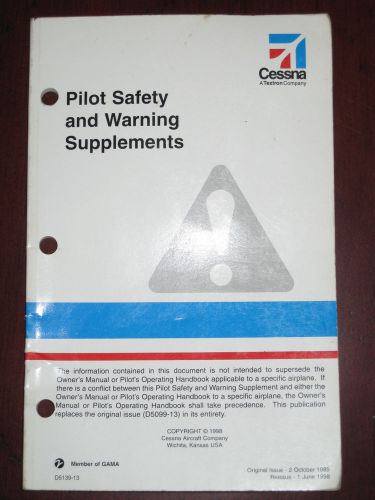 Cessna
A Textron Company
Pilot Safety
and Warning
Supplements
The information contained in this document is not intended to supersede the
Owner's Manual or Pilot's Operating Handbook applicable to a specific airplane. If
there is a conflict between this Pilot Safety and Warning Supplement and either the
Owner's Manual or Pilot's Operating Handbook to a specific airplane, the Owner's
Manual or Pilot's Operating Handbook shall take precedence. This publication
replaces the original issue (D5099-13) in its entirety.
COPYRIGHT © 1998
Cessna Aircraft Company
Wichita, Kansas USA
Member of GAMA
D5139-13
Original Issue - 2 October 1985
Reissue - 1 June 1998